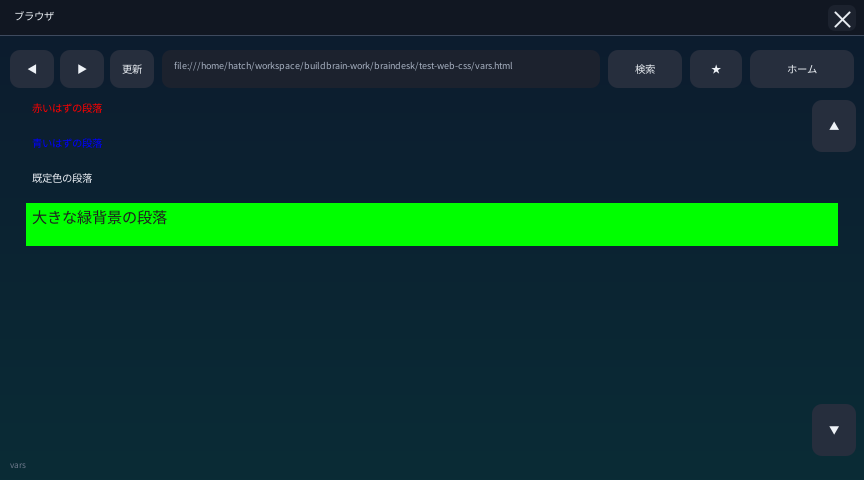 ブラウザ
◀ ▶ 更新 file:///home/hatch/workspace/buildbrain-work/braindesk/test-web-css/vars.html 検索 ★ ホーム
赤いはずの段落
既定色の段落
大きな緑背景の段落
vars